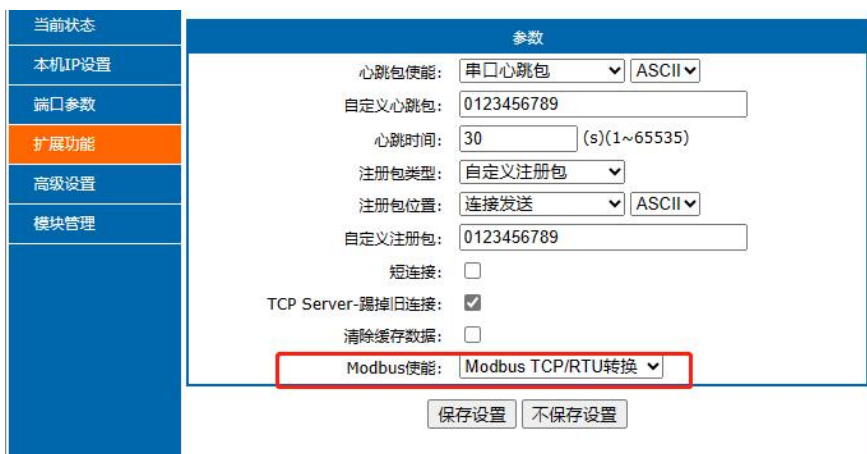 当前状态
本机IP设置
端口参数
扩展功能
高级设置
模块管理
参数
心跳包使能: 串口心跳包 ASCII
自定义心跳包: 0123456789
心跳时间: 30 (s)(1~65535)
注册包类型: 自定义注册包
注册包位置: 连接发送 ASCII
自定义注册包: 0123456789
短连接:
TCP Server-踢掉旧连接:
清除缓存数据:
Modbus使能: Modbus TCP/RTU转换
保存设置 不保存设置